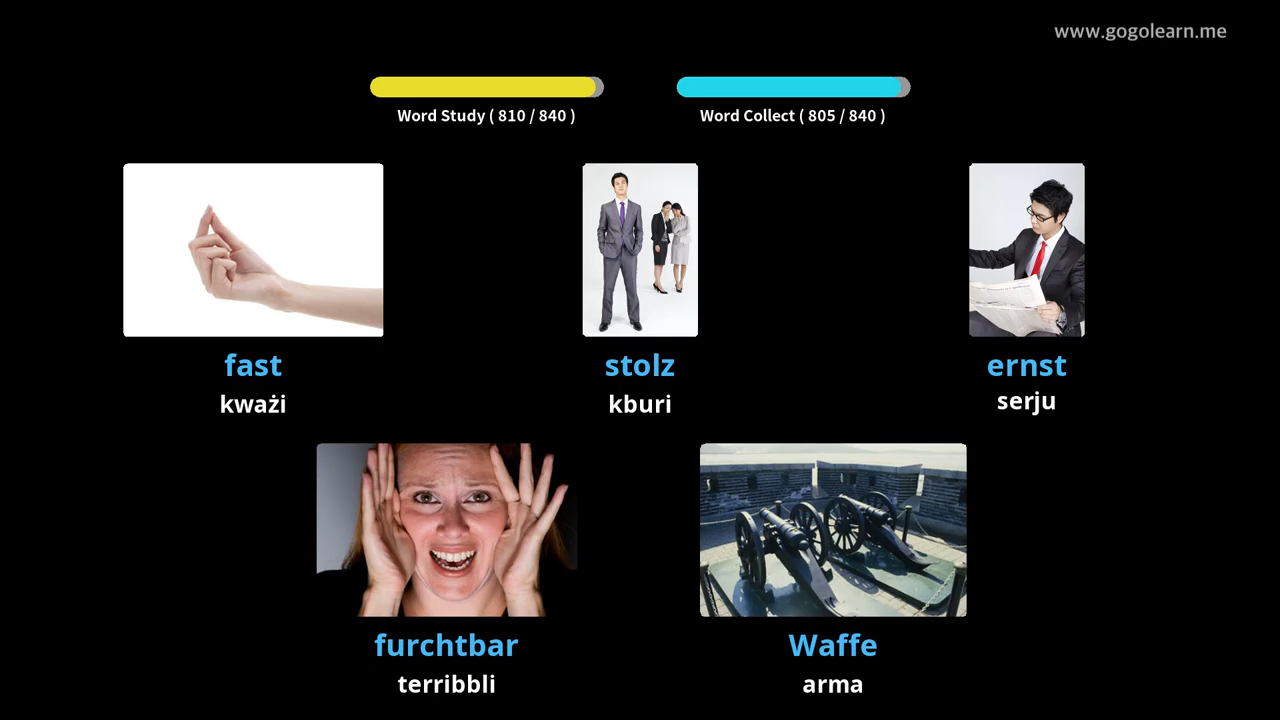 www.gogolearn.me
Word Study ( 810 / 840 )
Word Collect ( 805 / 840 )
fast
kważi
stolz
kburi
ernst
serju
furchtbar
terribbli
Waffe
arma